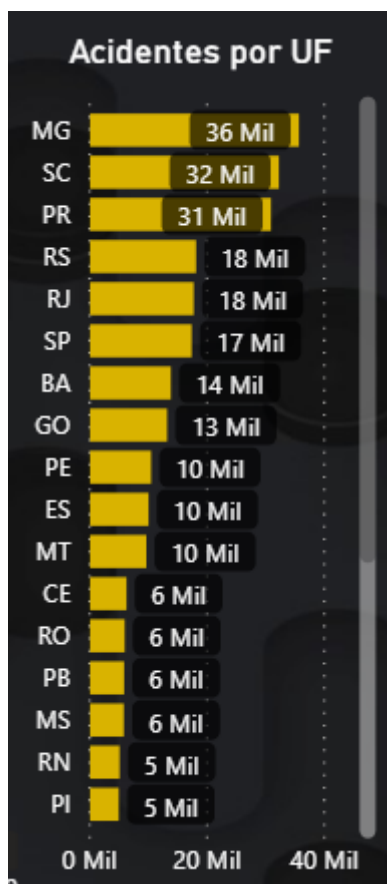 Acidentes por UF
MG 36 Mil
SC 32 Mil
PR 31 Mil
RS 18 Mil
RJ 18 Mil
SP 17 Mil
BA 14 Mil
GO 13 Mil
PE 10 Mil
ES 10 Mil
MT 10 Mil
CE 6 Mil
RO 6 Mil
PB 6 Mil
MS 6 Mil
RN 5 Mil
PI 5 Mil
0 Mil 20 Mil 40 Mil